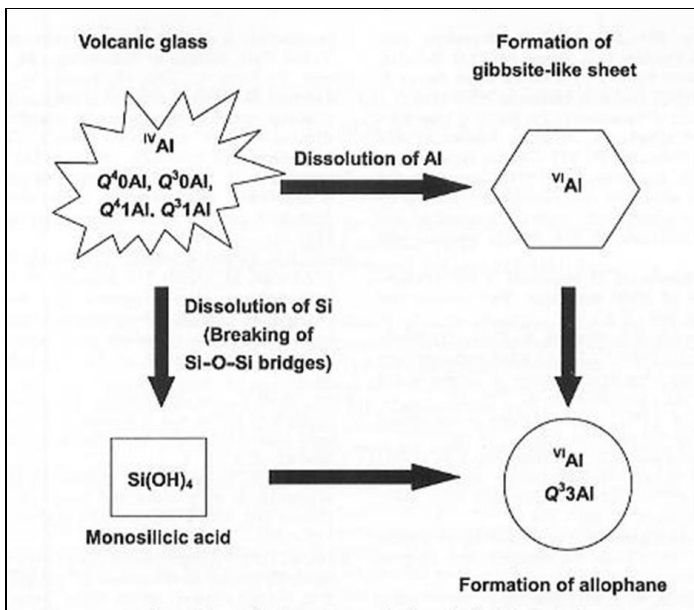 Volcanic glass
Formation of
gibbsite-like sheet
IVAl
Q40Al, Q30Al,
Q41Al. Q31Al
Dissolution of Al
VIAl
Dissolution of Si
(Breaking of
Si–O–Si bridges)
Si(OH)4
Monosilicic acid
VIAl
Q33Al
Formation of allophane